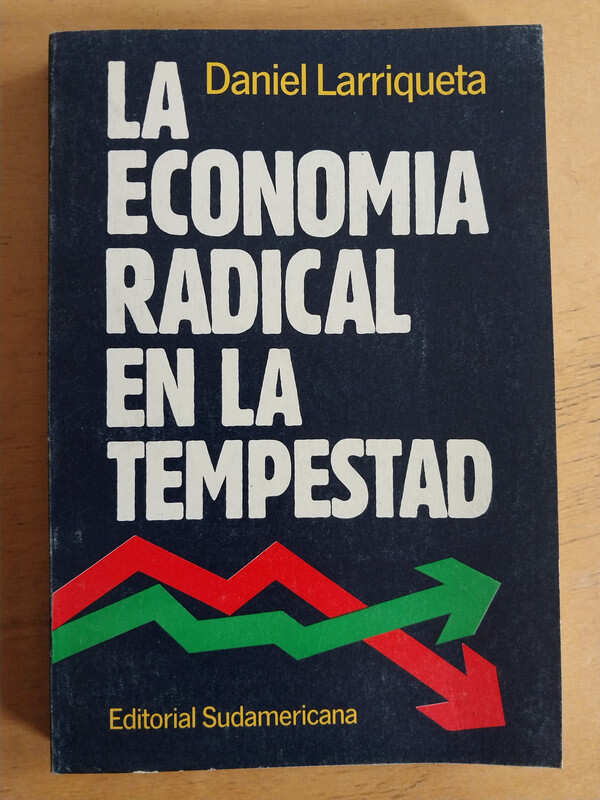 Daniel Larriqueta
LA
ECONOMIA
RADICAL
EN LA
TEMPESTAD
Editorial Sudamericana